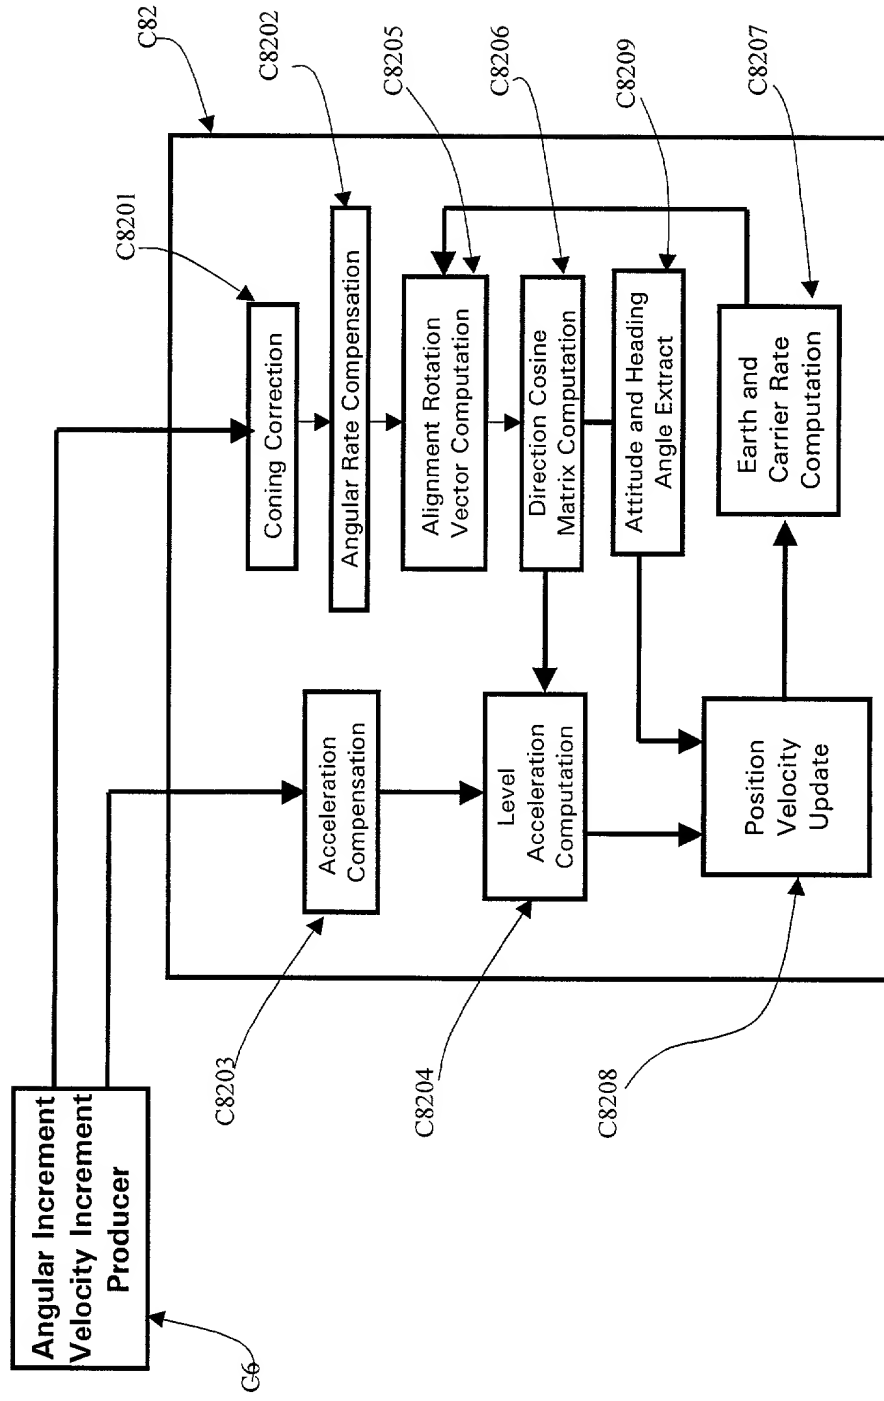 Angular Increment
Velocity Increment
Producer
C6
C82
C8201
Coning Correction
C8202
Angular Rate Compensation
C8205
Alignment Rotation
Vector Computation
C8206
Direction Cosine
Matrix Computation
C8209
Attitude and Heading
Angle Extract
C8207
Earth and
Carrier Rate
Computation
C8203
Acceleration
Compensation
C8204
Level
Acceleration
Computation
C8208
Position
Velocity
Update